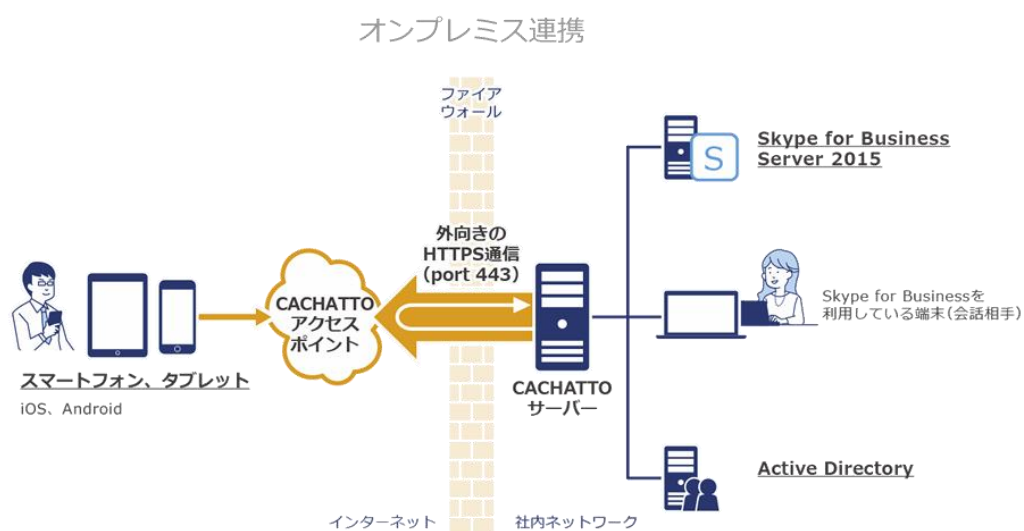 オンプレミス連携
ファイア
ウォール
Skype for Business
Server 2015
S
外向きの
HTTPS通信
(port 443)
CACHATTO
アクセス
ポイント
Skype for Businessを
利用している端末(会話相手)
スマートフォン、タブレット
iOS、Android
CACHATTO
サーバー
Active Directory
インターネット
社内ネットワーク